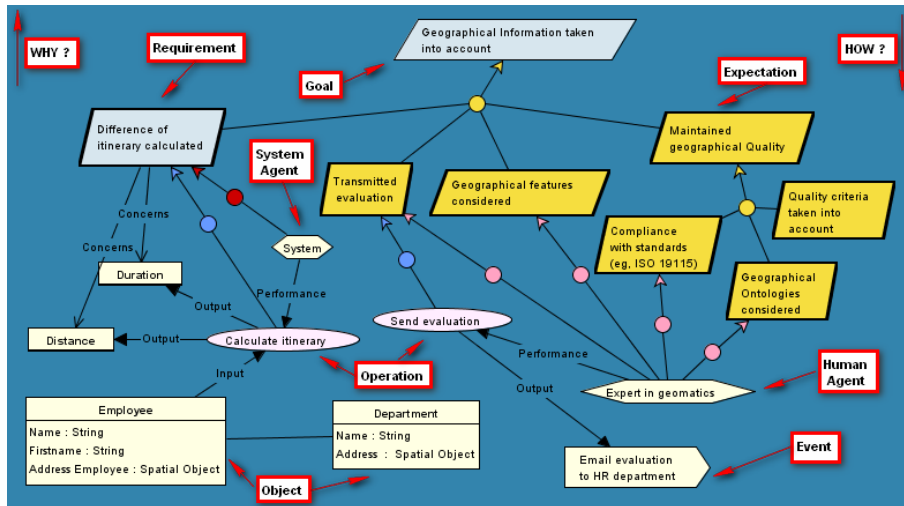 WHY ?
Requirement
Goal
Geographical Information taken
into account
HOW ?
Expectation
Difference of
itinerary calculated
System
Agent
Maintained
geographical Quality
Transmitted
evaluation
Geographical features
considered
Quality criteria
taken into
account
Compliance
with standards
(eg, ISO 19115)
Geographical
Ontologies
considered
Concerns
Concerns
System
Duration
Output
Performance
Distance
Output
Calculate itinerary
Send evaluation
Input
Operation
Performance
Output
Expert in geomatics
Human
Agent
Employee
Name : String
Firstname : String
Address Employee : Spatial Object
Department
Name : String
Address : Spatial Object
Object
Email evaluation
to HR department
Event